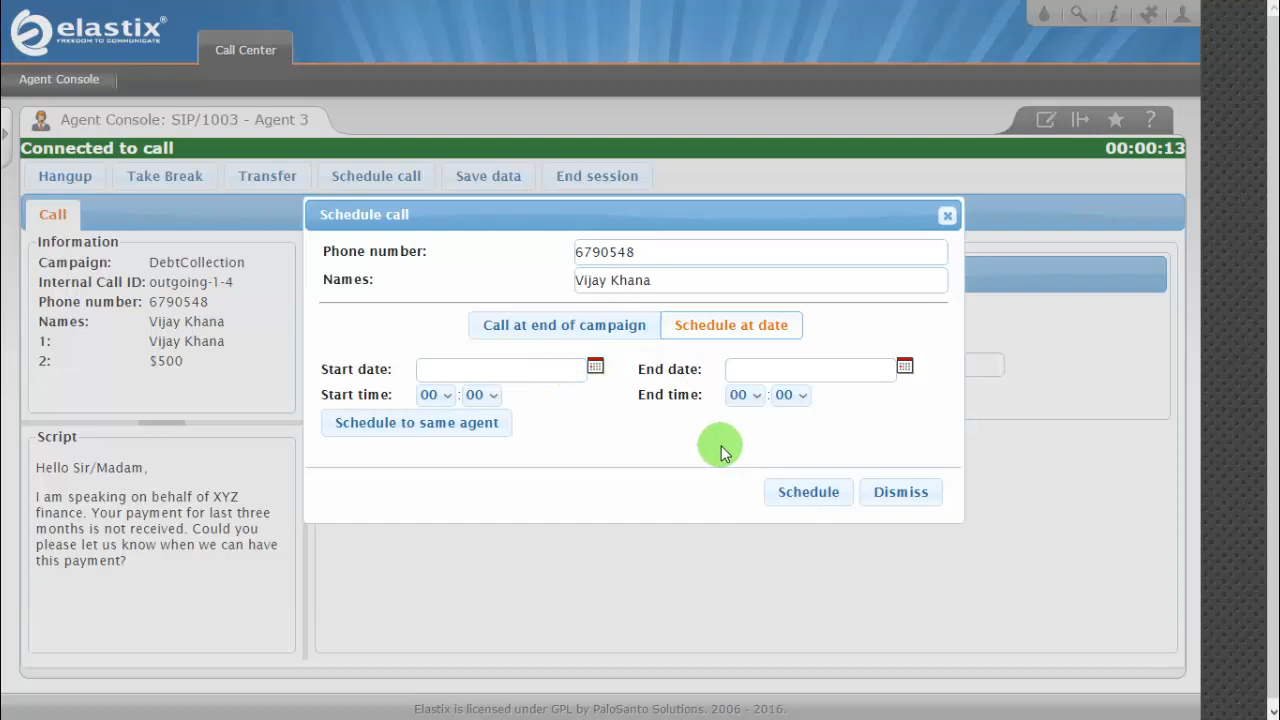 elastix®
FREEDOM TO COMMUNICATE
Call Center
Agent Console
Agent Console: SIP/1003 - Agent 3
Connected to call 00:00:13
Hangup Take Break Transfer Schedule call Save data End session
Call
Information
Campaign: DebtCollection
Internal Call ID: outgoing-1-4
Phone number: 6790548
Names: Vijay Khana
1: Vijay Khana
2: $500
Script
Hello Sir/Madam,
I am speaking on behalf of XYZ
finance. Your payment for last three
months is not received. Could you
please let us know when we can have
this payment?
Schedule call
Phone number: 6790548
Names: Vijay Khana
Call at end of campaign Schedule at date
Start date: End date:
Start time: 00 : 00 End time: 00 : 00
Schedule to same agent
Schedule Dismiss
Elastix is licensed under GPL by PaloSanto Solutions. 2006 - 2016.